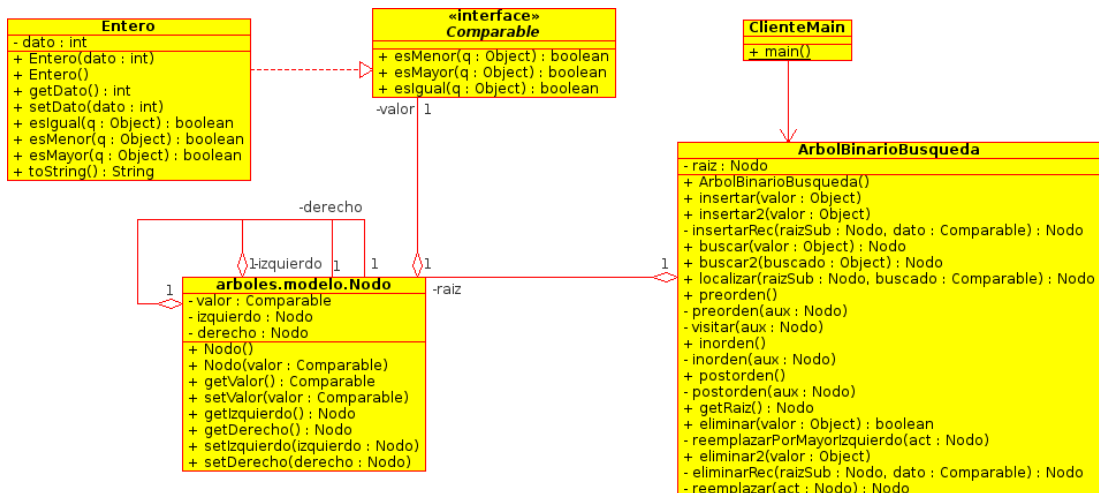 Entero
- dato : int
+ Entero(dato : int)
+ Entero()
+ getDato() : int
+ setDato(dato : int)
+ esIgual(q : Object) : boolean
+ esMenor(q : Object) : boolean
+ esMayor(q : Object) : boolean
+ toString() : String
«interface»
Comparable
+ esMenor(q : Object) : boolean
+ esMayor(q : Object) : boolean
+ esIgual(q : Object) : boolean
-valor 1
ClienteMain
+ main()
-derecho
1 -izquierdo 1 1 1
1
-raiz
1
arboles.modelo.Nodo
- valor : Comparable
- izquierdo : Nodo
- derecho : Nodo
+ Nodo()
+ Nodo(valor : Comparable)
+ getValor() : Comparable
+ setValor(valor : Comparable)
+ getIzquierdo() : Nodo
+ getDerecho() : Nodo
+ setIzquierdo(izquierdo : Nodo)
+ setDerecho(derecho : Nodo)
ArbolBinarioBusqueda
- raiz : Nodo
+ ArbolBinarioBusqueda()
+ insertar(valor : Object)
+ insertar2(valor : Object)
- insertarRec(raizSub : Nodo, dato : Comparable) : Nodo
+ buscar(valor : Object) : Nodo
+ buscar2(buscado : Object) : Nodo
+ localizar(raizSub : Nodo, buscado : Comparable) : Nodo
+ preorden()
- preorden(aux : Nodo)
- visitar(aux : Nodo)
+ inorden()
- inorden(aux : Nodo)
+ postorden()
- postorden(aux : Nodo)
+ getRaiz() : Nodo
+ eliminar(valor : Object) : boolean
- reemplazarPorMayorIzquierdo(act : Nodo)
+ eliminar2(valor : Object)
- eliminarRec(raizSub : Nodo, dato : Comparable) : Nodo
- reemplazar(act : Nodo) : Nodo